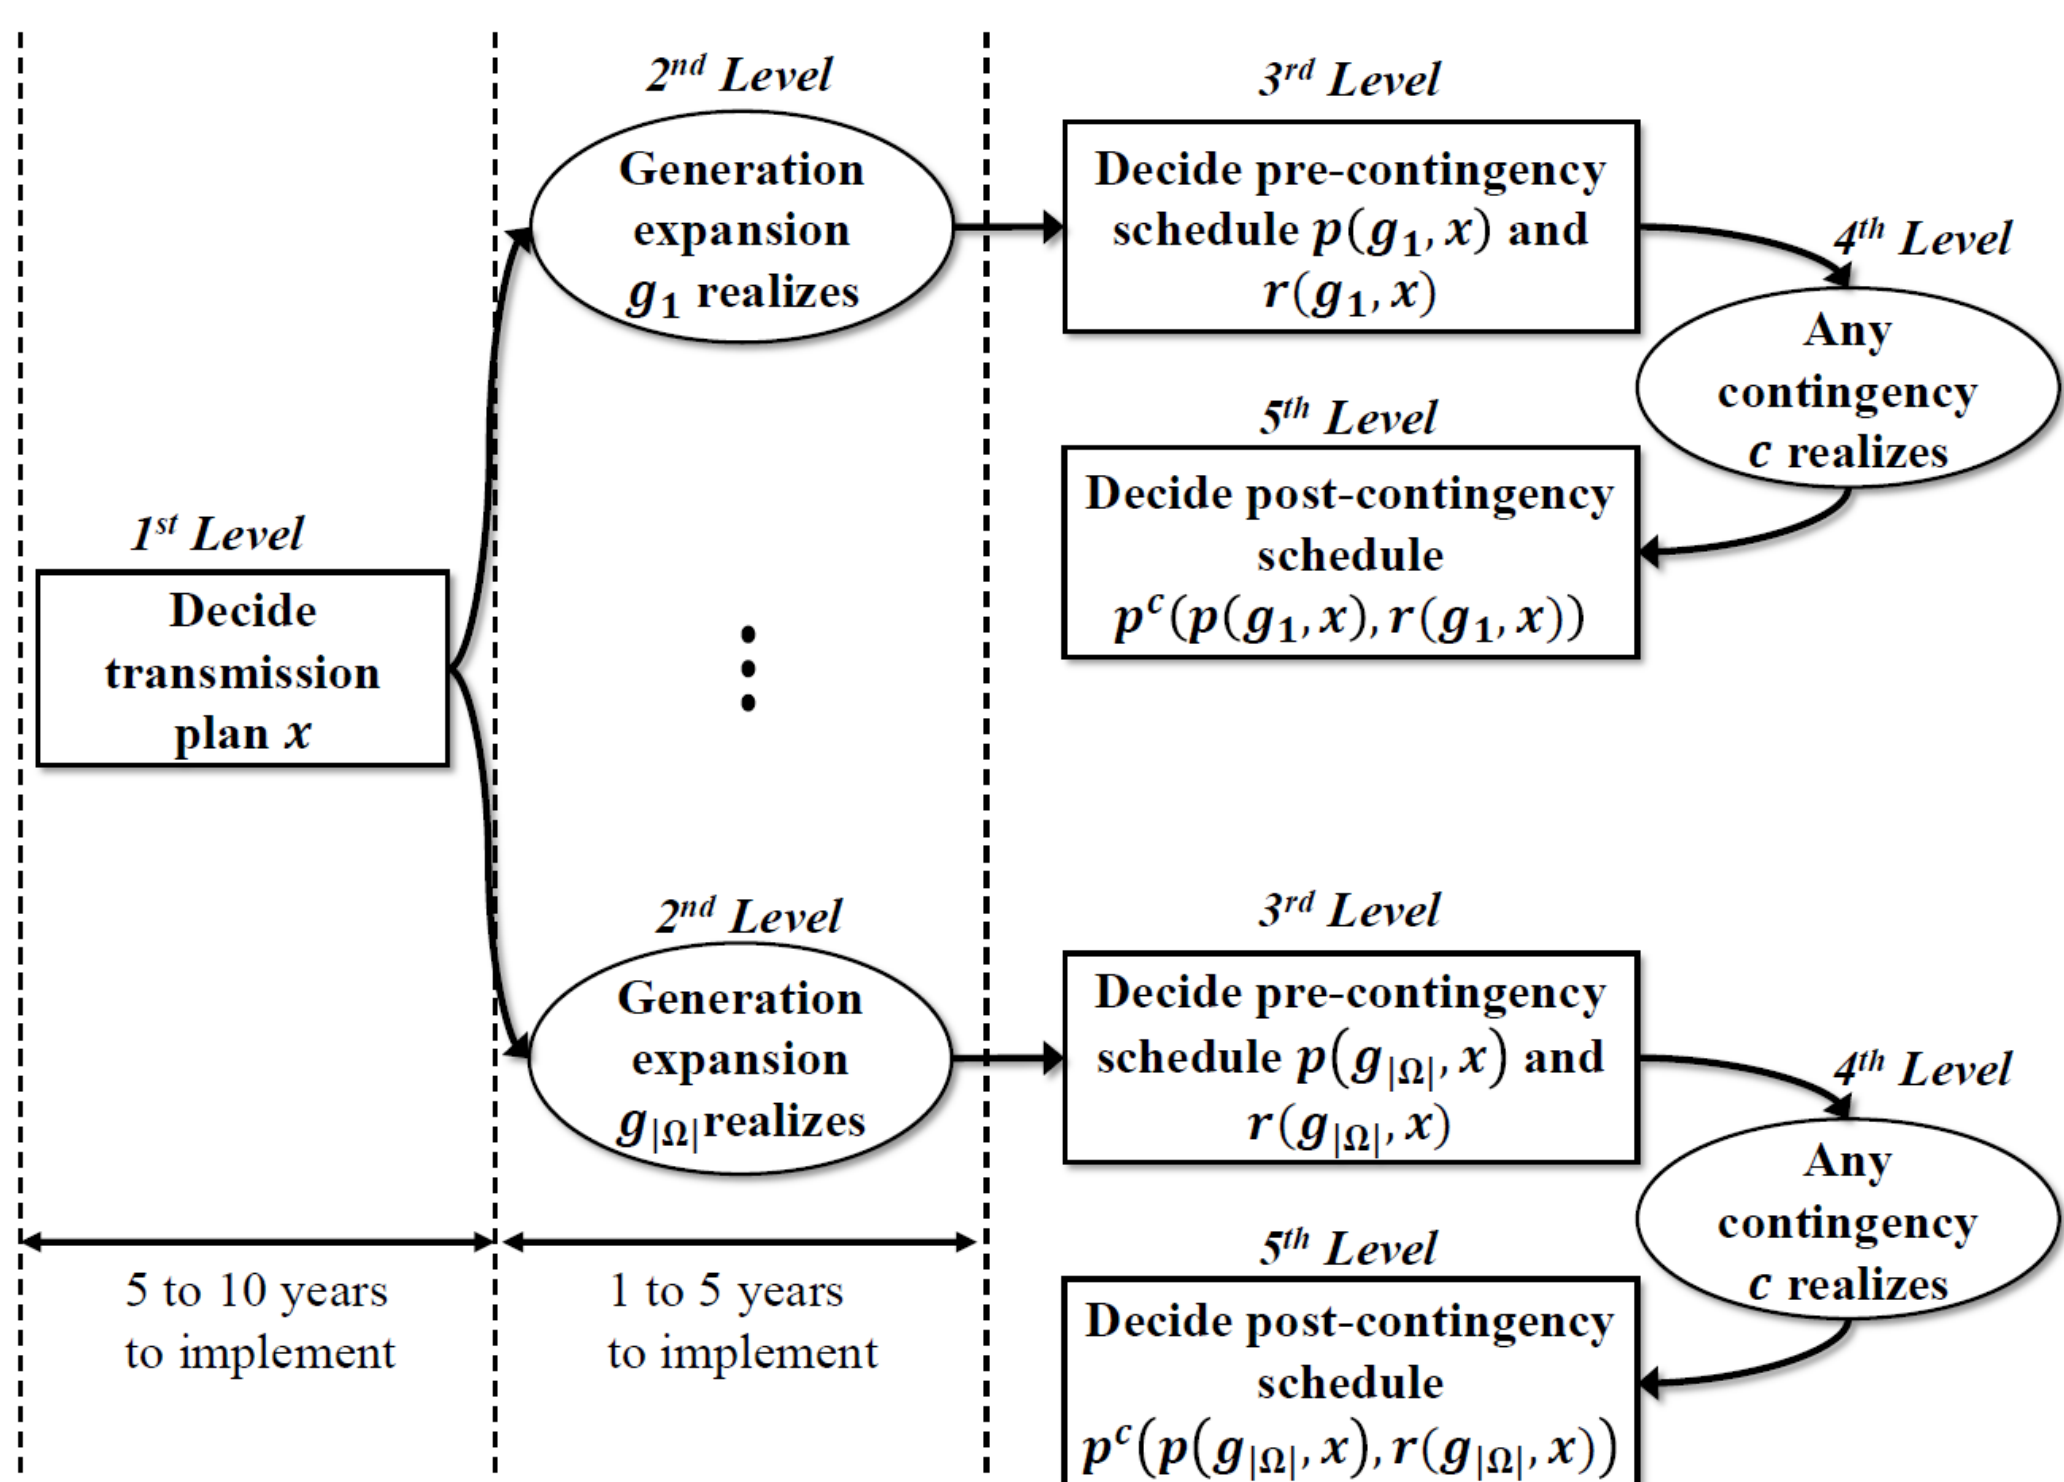 1st Level
Decide
transmission
plan x
2nd Level
Generation
expansion
g1 realizes
3rd Level
Decide pre-contingency
schedule p(g1, x) and
r(g1, x)
4th Level
Any
contingency
c realizes
5th Level
Decide post-contingency
schedule
p^c(p(g1, x), r(g1, x))
2nd Level
Generation
expansion
g|Ω| realizes
3rd Level
Decide pre-contingency
schedule p(g|Ω|, x) and
r(g|Ω|, x)
4th Level
Any
contingency
c realizes
5th Level
Decide post-contingency
schedule
p^c(p(g|Ω|, x), r(g|Ω|, x))
5 to 10 years
to implement
1 to 5 years
to implement